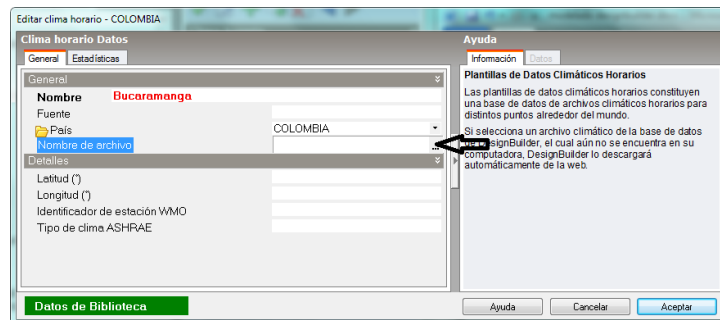 Editar clima horario - COLOMBIA
Clima horario Datos
General Estadísticas
General
Nombre Bucaramanga
Fuente
País COLOMBIA
Nombre de archivo ...
Detalles
Latitud (°)
Longitud (°)
Identificador de estación WMO
Tipo de clima ASHRAE
Datos de Biblioteca
Ayuda
Información Datos
Plantillas de Datos Climáticos Horarios
Las plantillas de datos climáticos horarios constituyen
una base de datos de archivos climáticos horarios para
distintos puntos alrededor del mundo.
Si selecciona un archivo climático de la base de datos
de DesignBuilder, el cual aún no se encuentra en su
computadora, DesignBuilder lo descargará
automáticamente de la web.
Ayuda Cancelar Aceptar